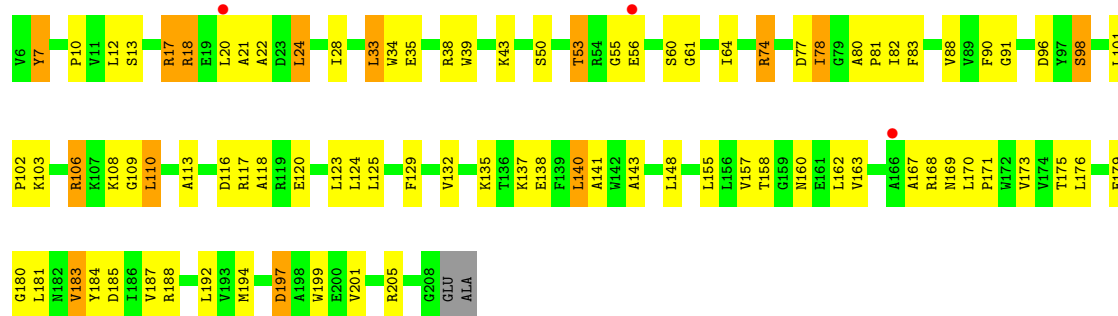 V6 Y7 P10 V11 L12 S13 R17 R18 E19 L20 A21 A22 D23 L24 I28 L33 W34 E35 R38 W39 K43 S50 T53 R54 G55 E56 S60 G61 I64 R74 D77 I78 G79 A80 P81 I82 F83 V88 V89 F90 G91 D96 Y97 S98 L101
P102 K103 R106 K107 K108 G109 L110 A113 D116 R117 A118 R119 E120 L123 L124 L125 F129 V132 K135 T136 K137 E138 F139 L140 A141 W142 A143 L148 L155 L156 V157 T158 G159 N160 E161 L162 V163 A166 A167 R168 N169 L170 P171 W172 V173 V174 T175 L176
G180 L181 N182 V183 Y184 D185 I186 V187 R188 L192 V193 M194 D197 A198 W199 E200 V201 R205 G208 GLU ALA